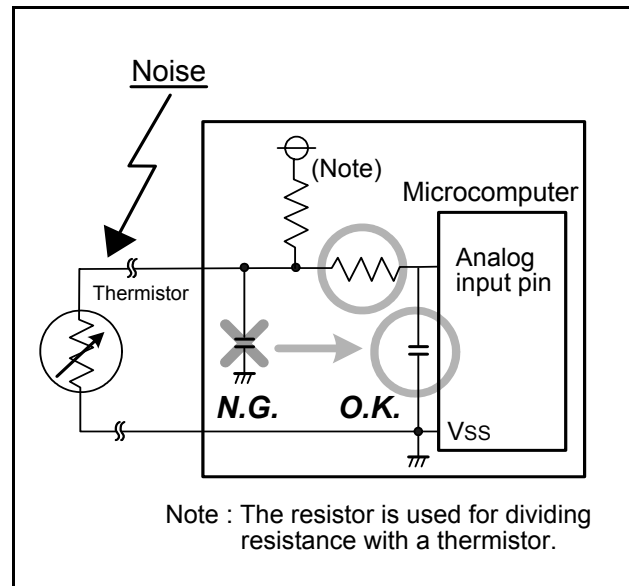 Noise
(Note)
Microcomputer
Analog
input pin
Thermistor
N.G.
O.K.
VSS
Note : The resistor is used for dividing
resistance with a thermistor.